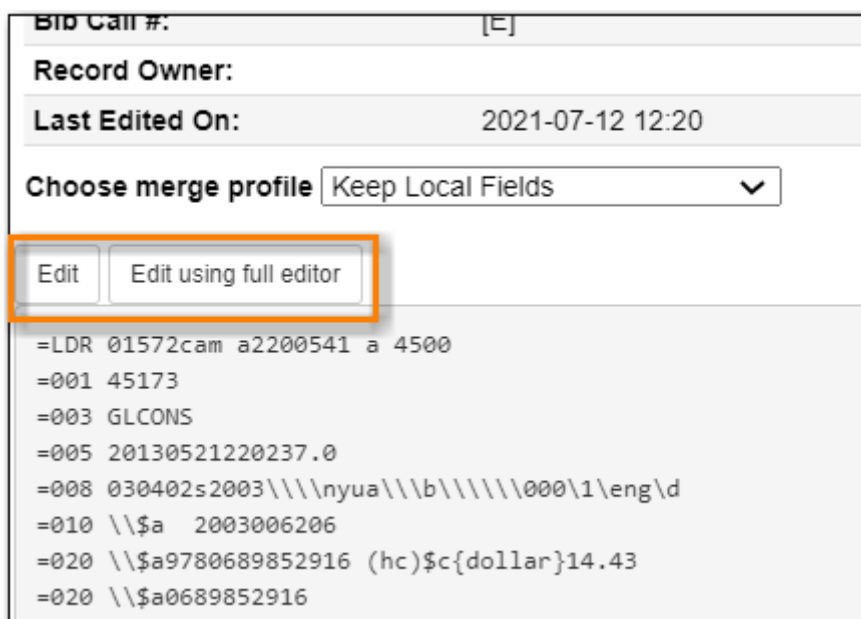 Bib Call #: [E]
Record Owner:
Last Edited On: 2021-07-12 12:20
Choose merge profile Keep Local Fields
Edit Edit using full editor
=LDR 01572cam a2200541 a 4500
=001 45173
=003 GLCONS
=005 20130521220237.0
=008 030402s2003\\\\nyua\\\b\\\\\\000\1\eng\d
=010 \\$a  2003006206
=020 \\$a9780689852916 (hc)$c{dollar}14.43
=020 \\$a0689852916